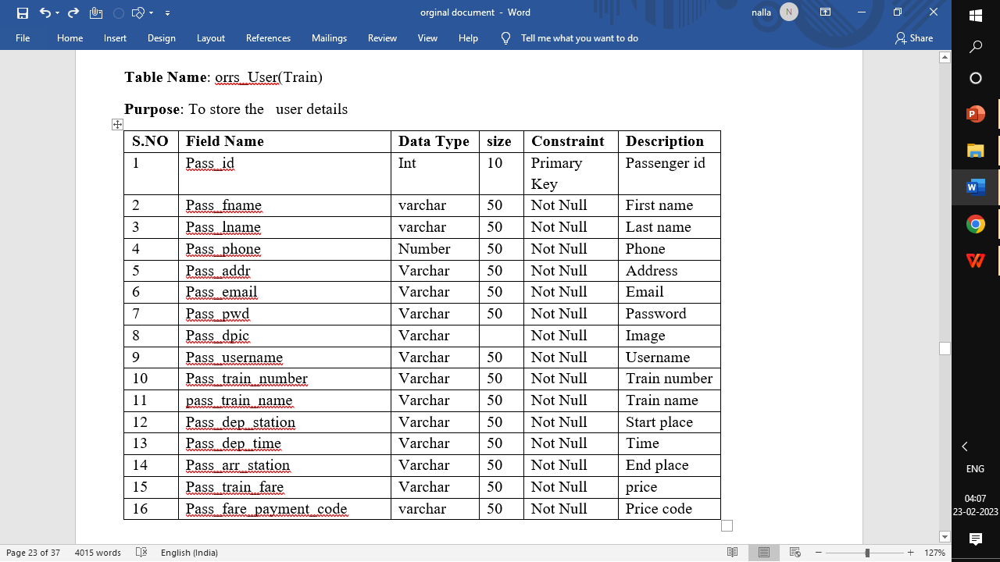 orginal document - Word
nalla N
File Home Insert Design Layout References Mailings Review View Help Tell me what you want to do Share
Table Name: orrs_User(Train)
Purpose: To store the user details
S.NO Field Name Data Type size Constraint Description
1 Pass_id Int 10 Primary Key Passenger id
2 Pass_fname varchar 50 Not Null First name
3 Pass_lname varchar 50 Not Null Last name
4 Pass_phone Number 50 Not Null Phone
5 Pass_addr Varchar 50 Not Null Address
6 Pass_email Varchar 50 Not Null Email
7 Pass_pwd Varchar 50 Not Null Password
8 Pass_dpic Varchar Not Null Image
9 Pass_username Varchar 50 Not Null Username
10 Pass_train_number Varchar 50 Not Null Train number
11 pass_train_name Varchar 50 Not Null Train name
12 Pass_dep_station Varchar 50 Not Null Start place
13 Pass_dep_time Varchar 50 Not Null Time
14 Pass_arr_station Varchar 50 Not Null End place
15 Pass_train_fare Varchar 50 Not Null price
16 Pass_fare_payment_code varchar 50 Not Null Price code
Page 23 of 37 4015 words English (India) 127%
P
W
W
ENG
04:07
23-02-2023